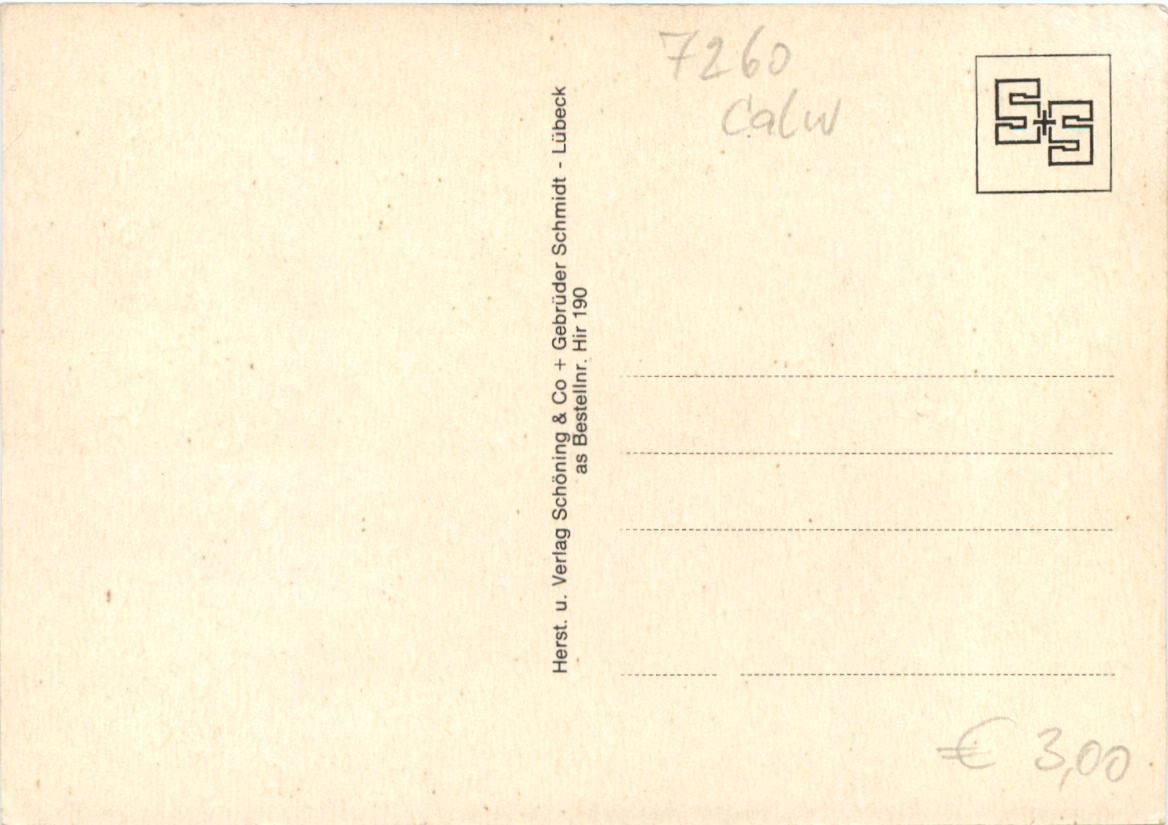 7260
Calw
S+S
Herst. u. Verlag Schöning & Co + Gebrüder Schmidt - Lübeck
as Bestellnr. Hir 190
€ 3,00